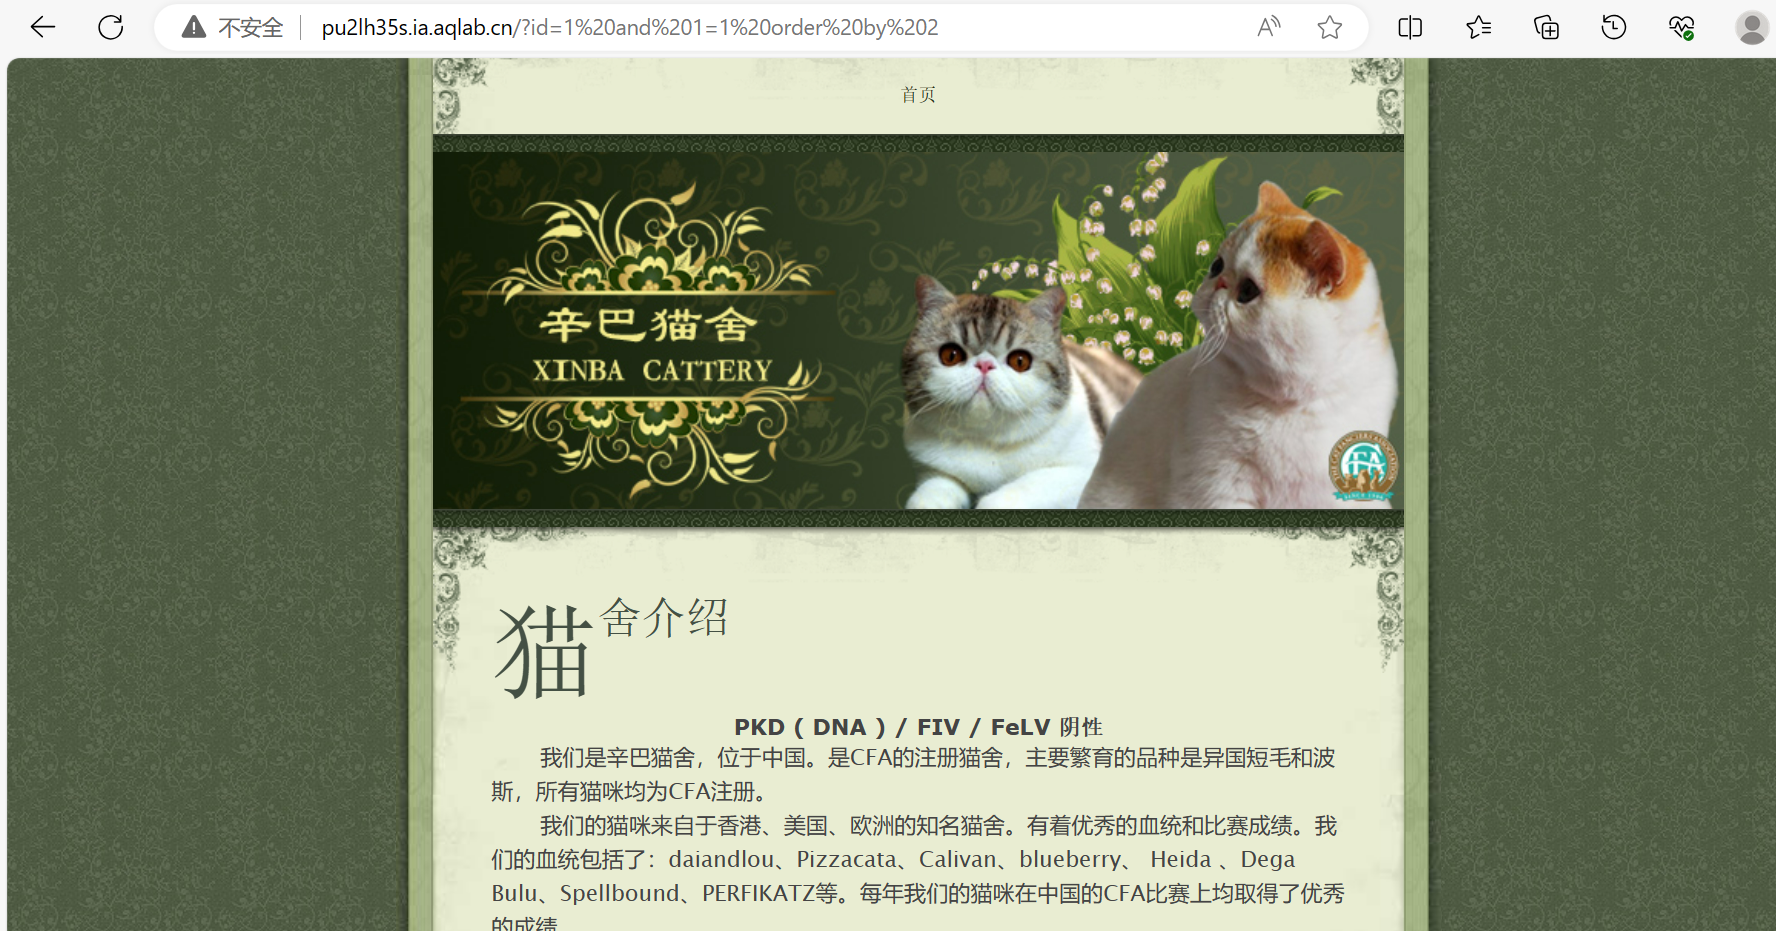 不安全 pu2lh35s.ia.aqlab.cn/?id=1%20and%201=1%20order%20by%202
首页
辛巴猫舍
XINBA CATTERY
CFA
猫舍介绍
PKD ( DNA ) / FIV / FeLV 阴性
我们是辛巴猫舍，位于中国。是CFA的注册猫舍，主要繁育的品种是异国短毛和波
斯，所有猫咪均为CFA注册。
我们的猫咪来自于香港、美国、欧洲的知名猫舍。有着优秀的血统和比赛成绩。我
们的血统包括了：daiandlou、Pizzacata、Calivan、blueberry、 Heida 、Dega
Bulu、Spellbound、PERFIKATZ等。每年我们的猫咪在中国的CFA比赛上均取得了优秀
的成绩